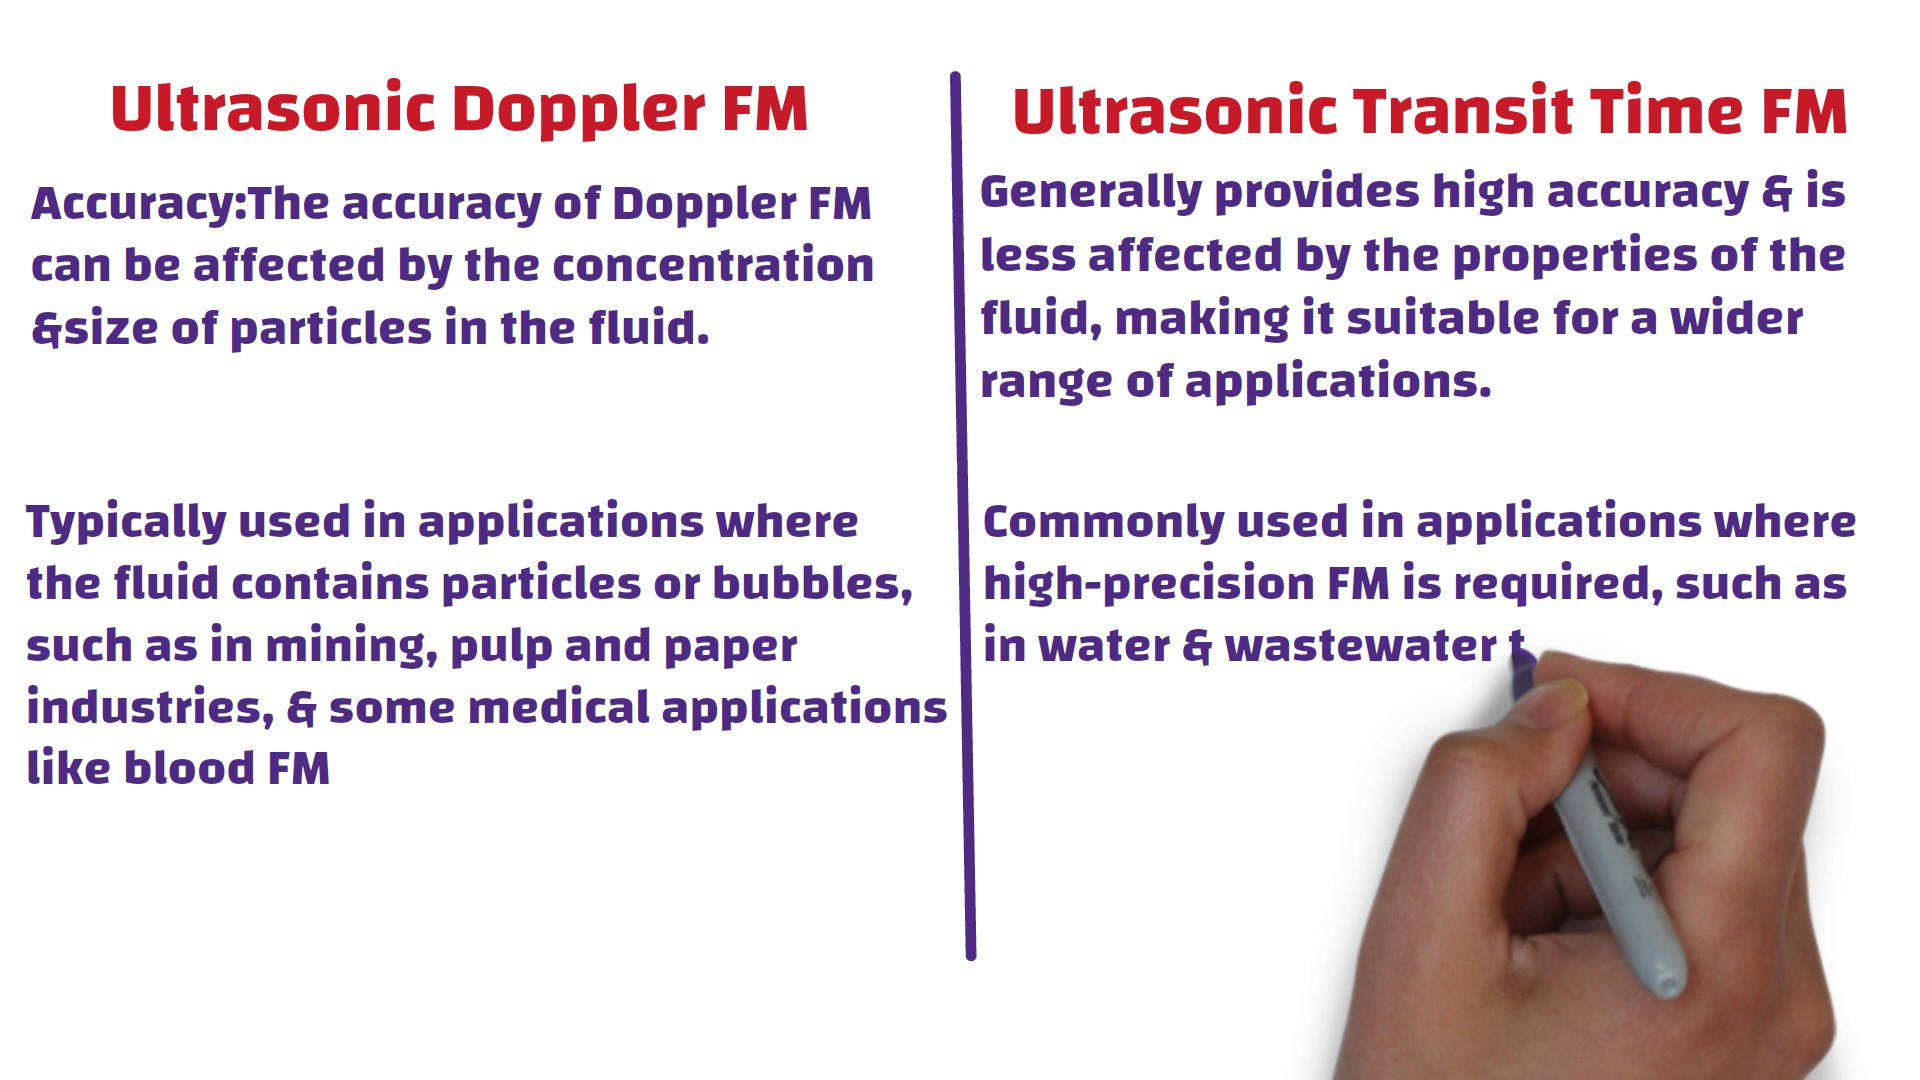 Ultrasonic Doppler FM
Accuracy:The accuracy of Doppler FM
can be affected by the concentration
&size of particles in the fluid.
Typically used in applications where
the fluid contains particles or bubbles,
such as in mining, pulp and paper
industries, & some medical applications
like blood FM
Ultrasonic Transit Time FM
Generally provides high accuracy & is
less affected by the properties of the
fluid, making it suitable for a wider
range of applications.
Commonly used in applications where
high-precision FM is required, such as
in water & wastewater t